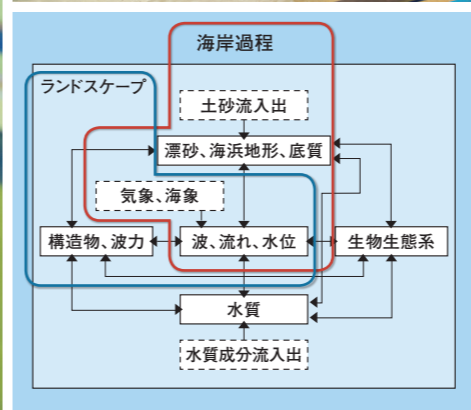 海岸過程
ランドスケープ
土砂流入出
漂砂、海浜地形、底質
気象、海象
構造物、波力
波、流れ、水位
生物生態系
水質
水質成分流入出